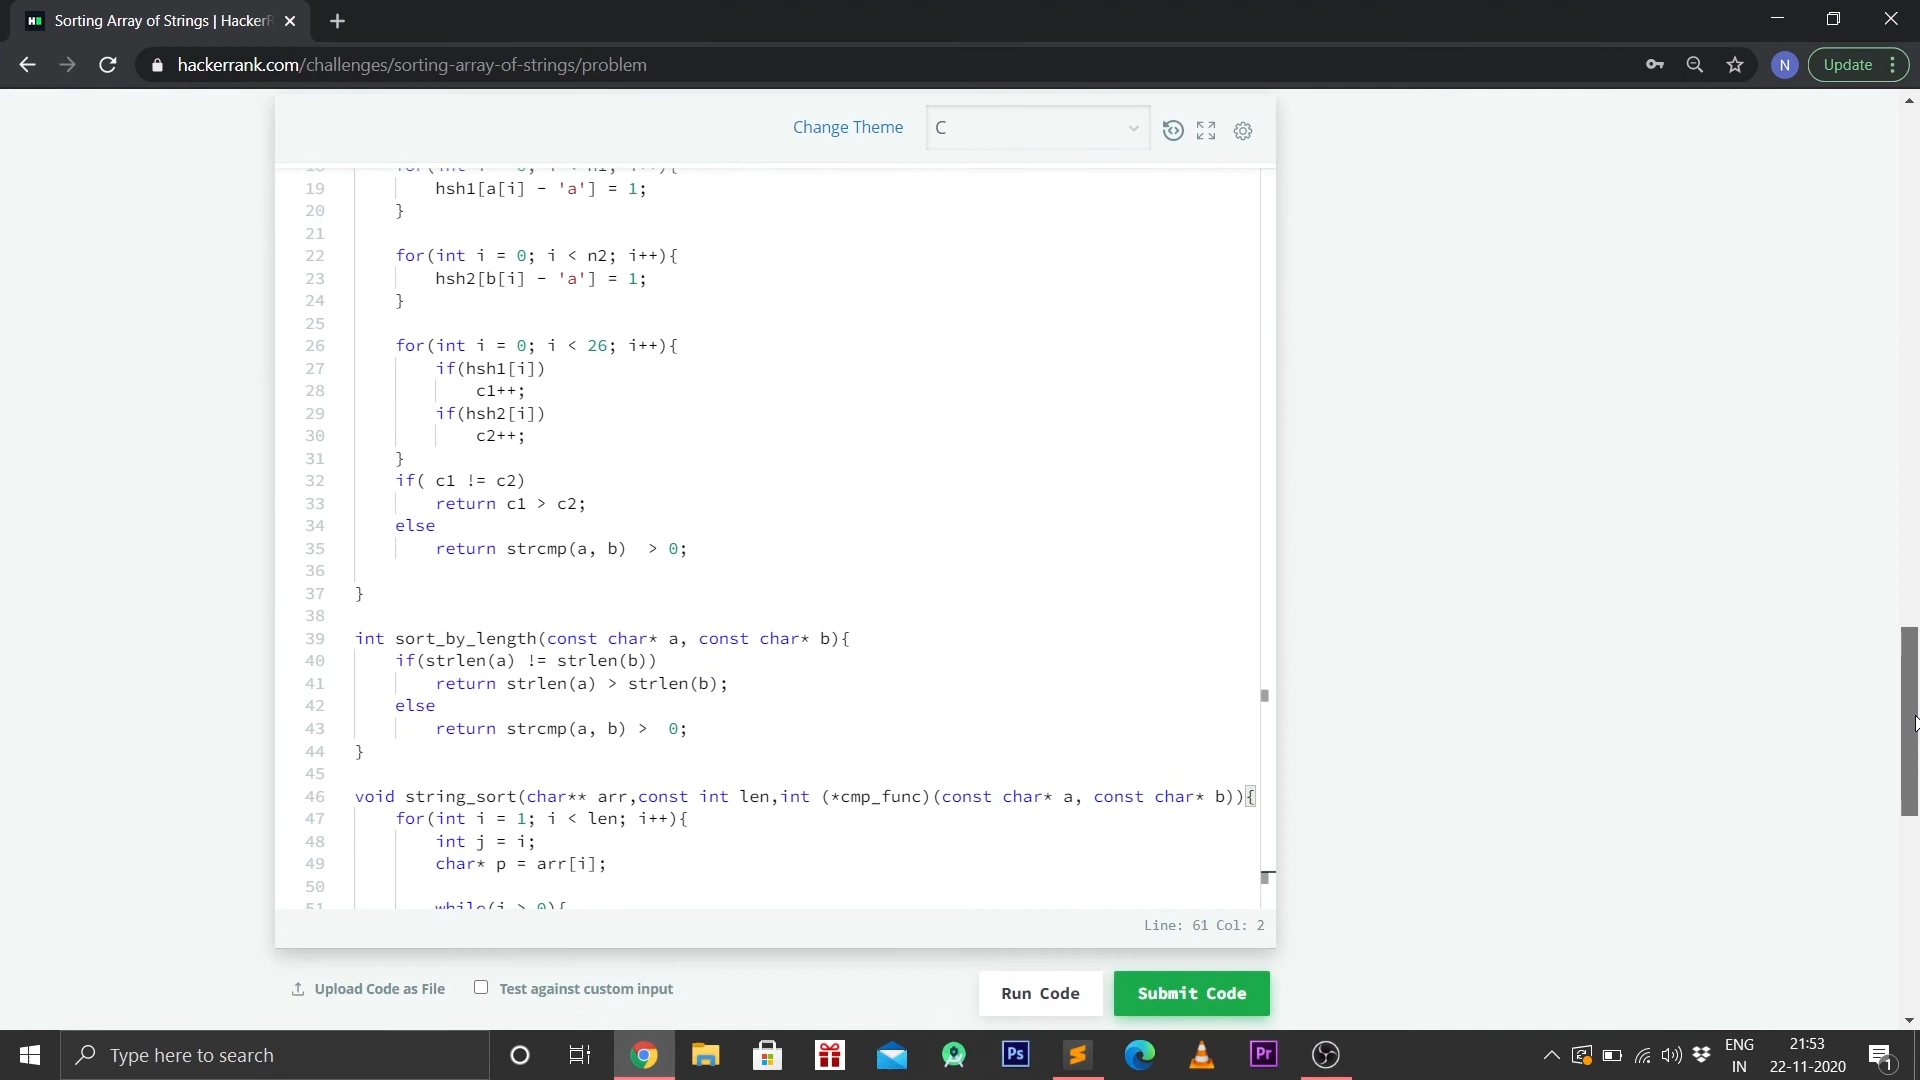 Sorting Array of Strings | HackerR
hackerrank.com/challenges/sorting-array-of-strings/problem
N
Update
Change Theme
C
19 hsh1[a[i] - 'a'] = 1;
20 }
21
22 for(int i = 0; i < n2; i++){
23 hsh2[b[i] - 'a'] = 1;
24 }
25
26 for(int i = 0; i < 26; i++){
27 if(hsh1[i])
28 c1++;
29 if(hsh2[i])
30 c2++;
31 }
32 if( c1 != c2)
33 return c1 > c2;
34 else
35 return strcmp(a, b)  > 0;
36
37 }
38
39 int sort_by_length(const char* a, const char* b){
40 if(strlen(a) != strlen(b))
41 return strlen(a) > strlen(b);
42 else
43 return strcmp(a, b) >  0;
44 }
45
46 void string_sort(char** arr,const int len,int (*cmp_func)(const char* a, const char* b)){
47 for(int i = 1; i < len; i++){
48 int j = i;
49 char* p = arr[i];
50
Line: 61 Col: 2
Upload Code as File
Test against custom input
Run Code
Submit Code
Type here to search
Ps
Pr
ENG
IN
21:53
22-11-2020
1